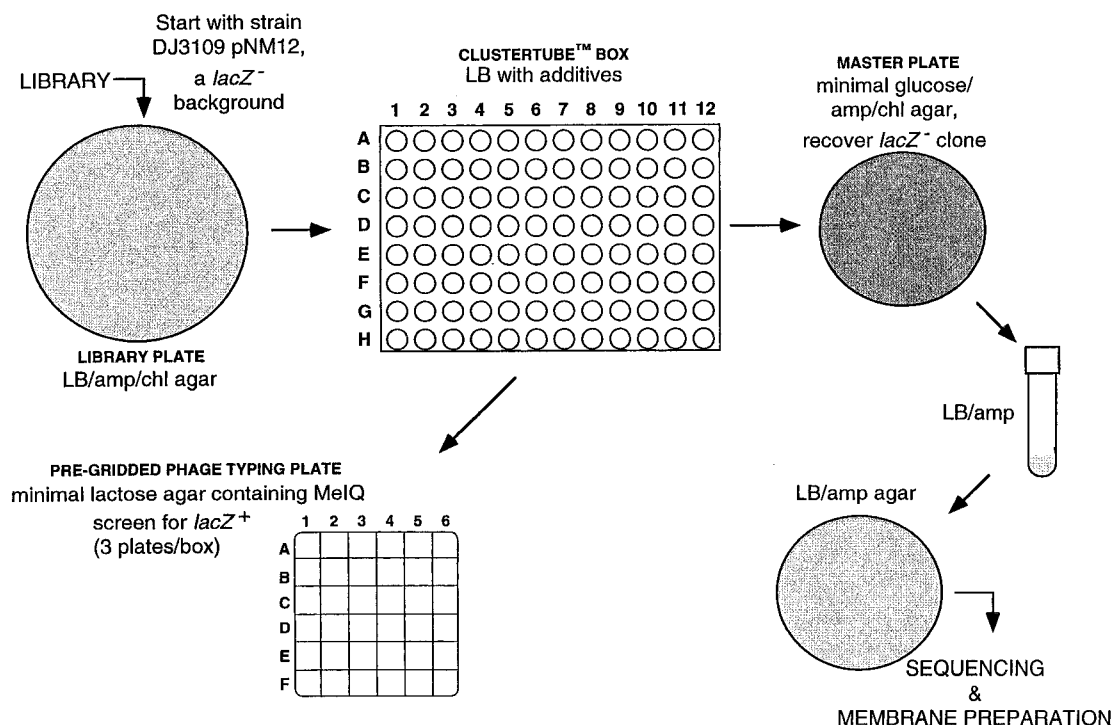 Start with strain
DJ3109 pNM12,
a lacZ⁻
background
LIBRARY
LIBRARY PLATE
LB/amp/chl agar
CLUSTERTUBE™ BOX
LB with additives
1 2 3 4 5 6 7 8 9 10 11 12
A
B
C
D
E
F
G
H
MASTER PLATE
minimal glucose/
amp/chl agar,
recover lacZ⁻ clone
PRE-GRIDDED PHAGE TYPING PLATE
minimal lactose agar containing MeIQ
screen for lacZ⁺
(3 plates/box)
1 2 3 4 5 6
A
B
C
D
E
F
LB/amp
LB/amp agar
SEQUENCING
&
MEMBRANE PREPARATION